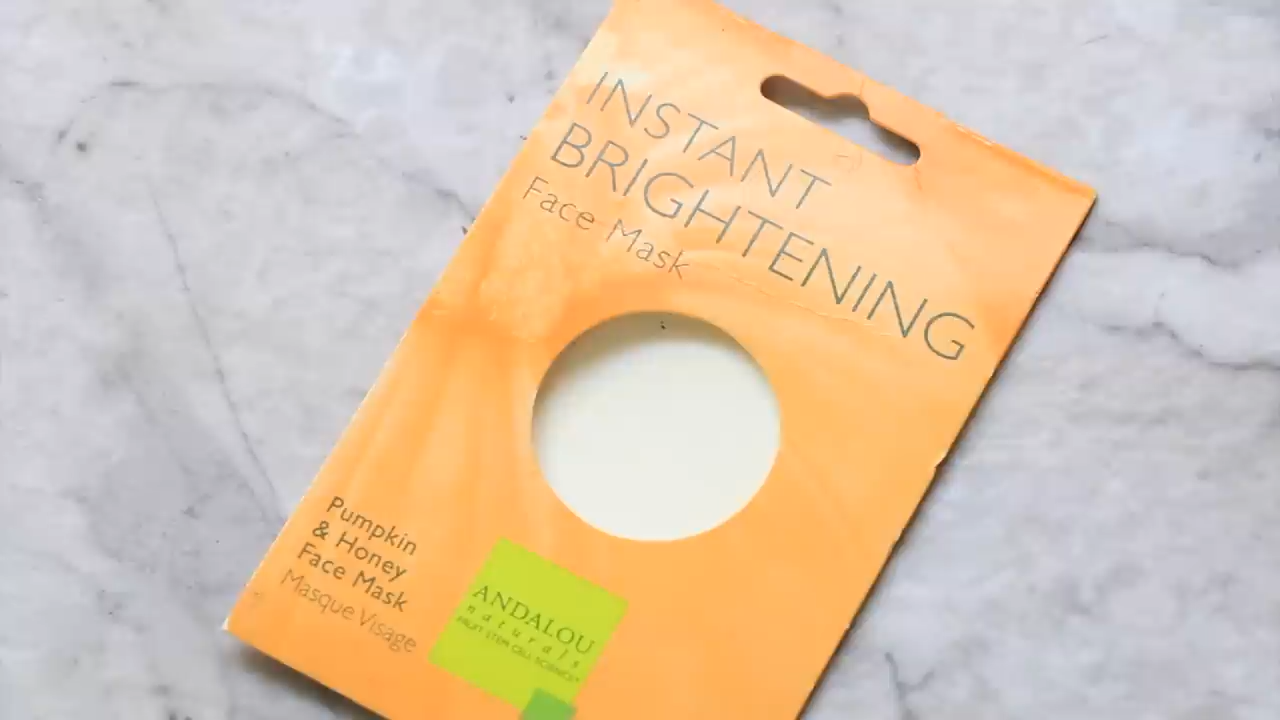 INSTANT
BRIGHTENING
Face Mask
Pumpkin
& Honey
Face Mask
Masque Visage
ANDALOU
naturals
FRUIT STEM CELL SCIENCE®